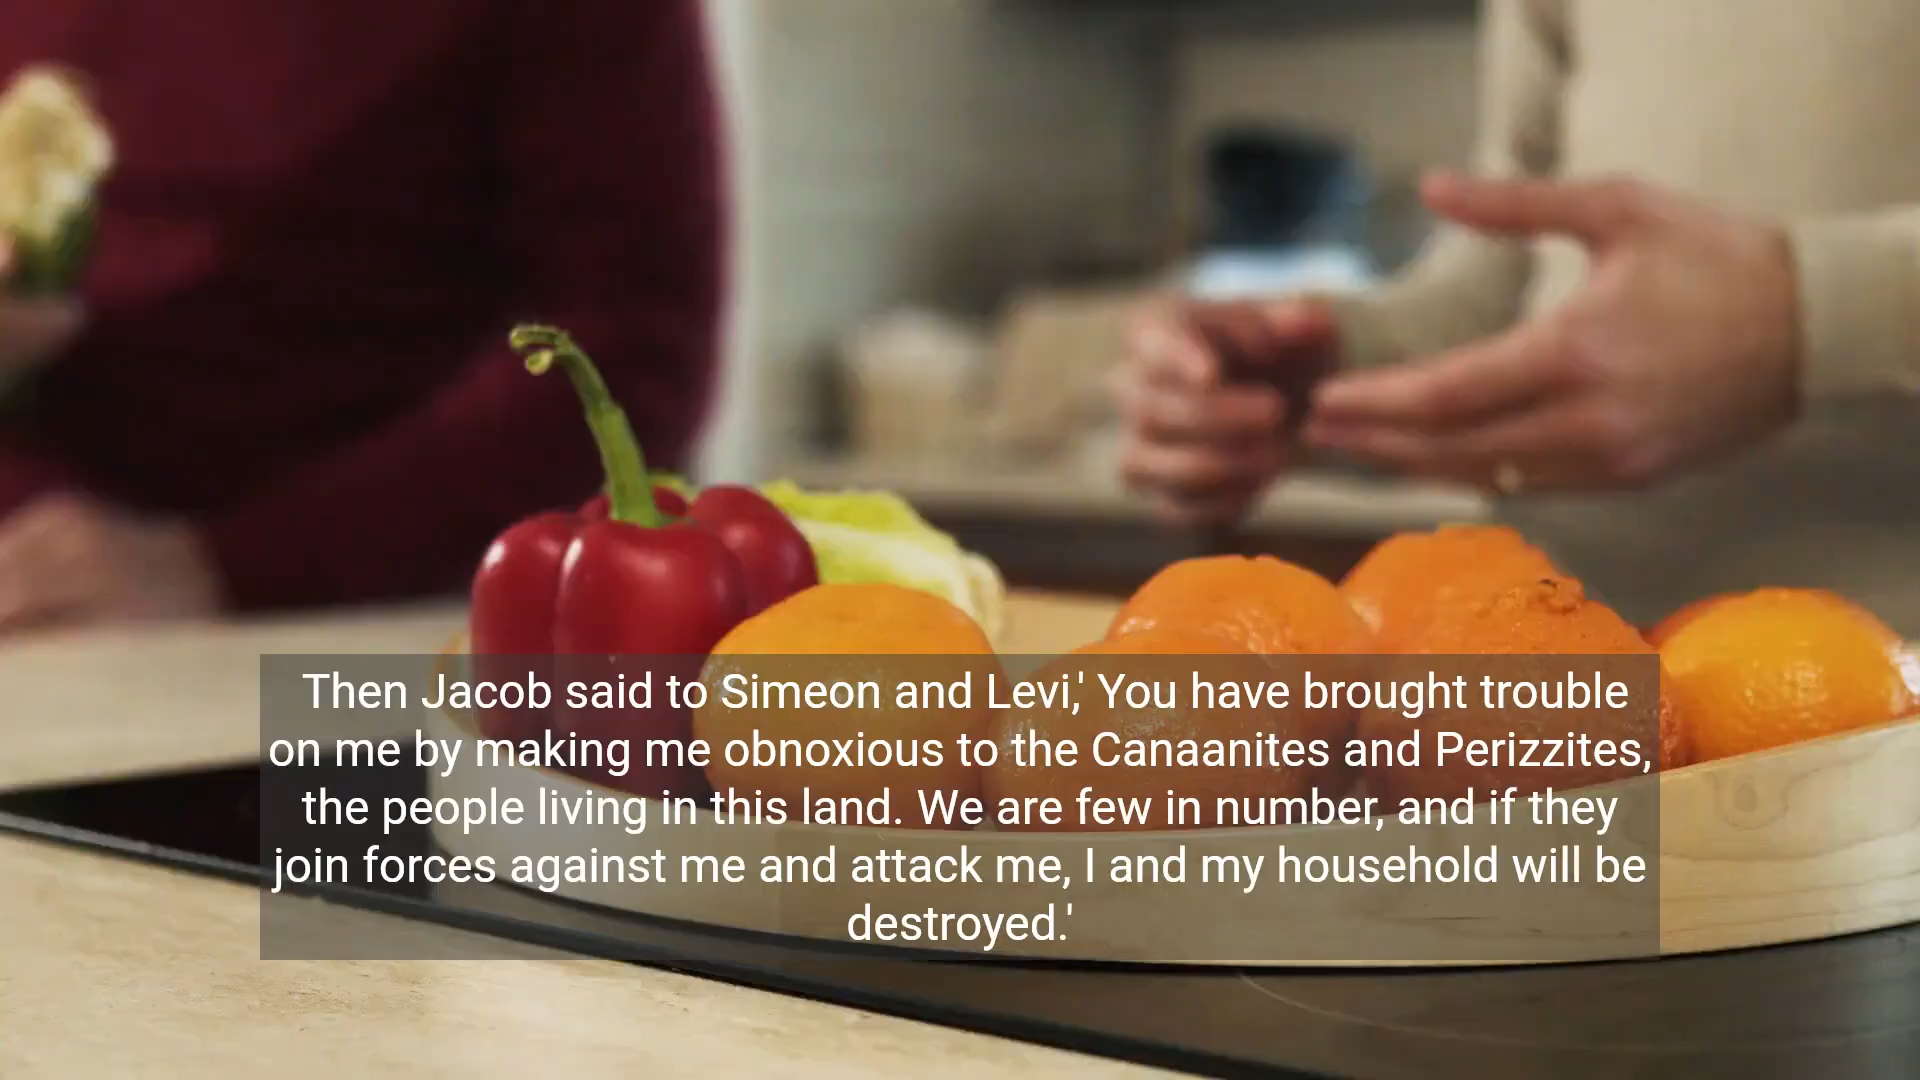 Then Jacob said to Simeon and Levi,' You have brought trouble
on me by making me obnoxious to the Canaanites and Perizzites,
the people living in this land. We are few in number, and if they
join forces against me and attack me, I and my household will be
destroyed.'